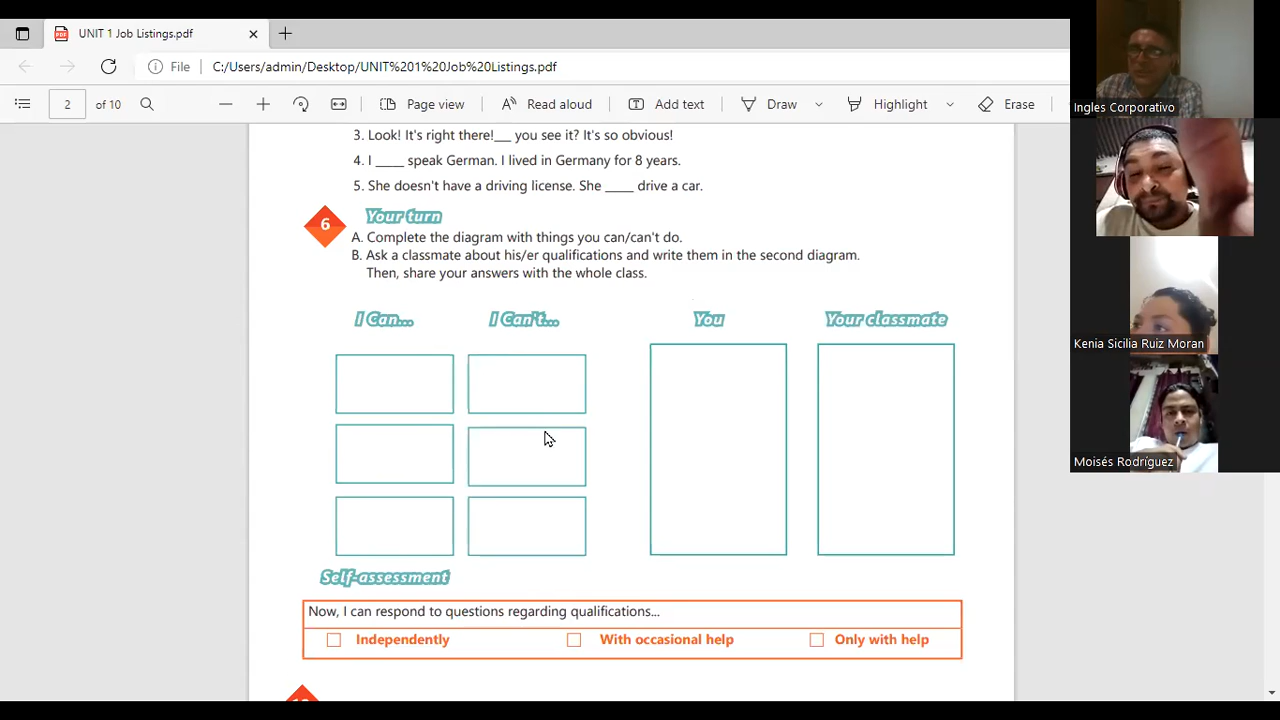 UNIT 1 Job Listings.pdf
File
C:/Users/admin/Desktop/UNIT%201%20Job%20Listings.pdf
2
of 10
Page view
Read aloud
Add text
Draw
Highlight
Erase
3. Look! It's right there!__ you see it? It's so obvious!
4. I ____ speak German. I lived in Germany for 8 years.
5. She doesn't have a driving license. She ____ drive a car.
6
Your turn
A. Complete the diagram with things you can/can't do.
B. Ask a classmate about his/er qualifications and write them in the second diagram.
Then, share your answers with the whole class.
I Can...
I Can't...
You
Your classmate
Self-assessment
Now, I can respond to questions regarding qualifications...
Independently
With occasional help
Only with help
Ingles Corporativo
Kenia Sicilia Ruiz Moran
Moisés Rodríguez